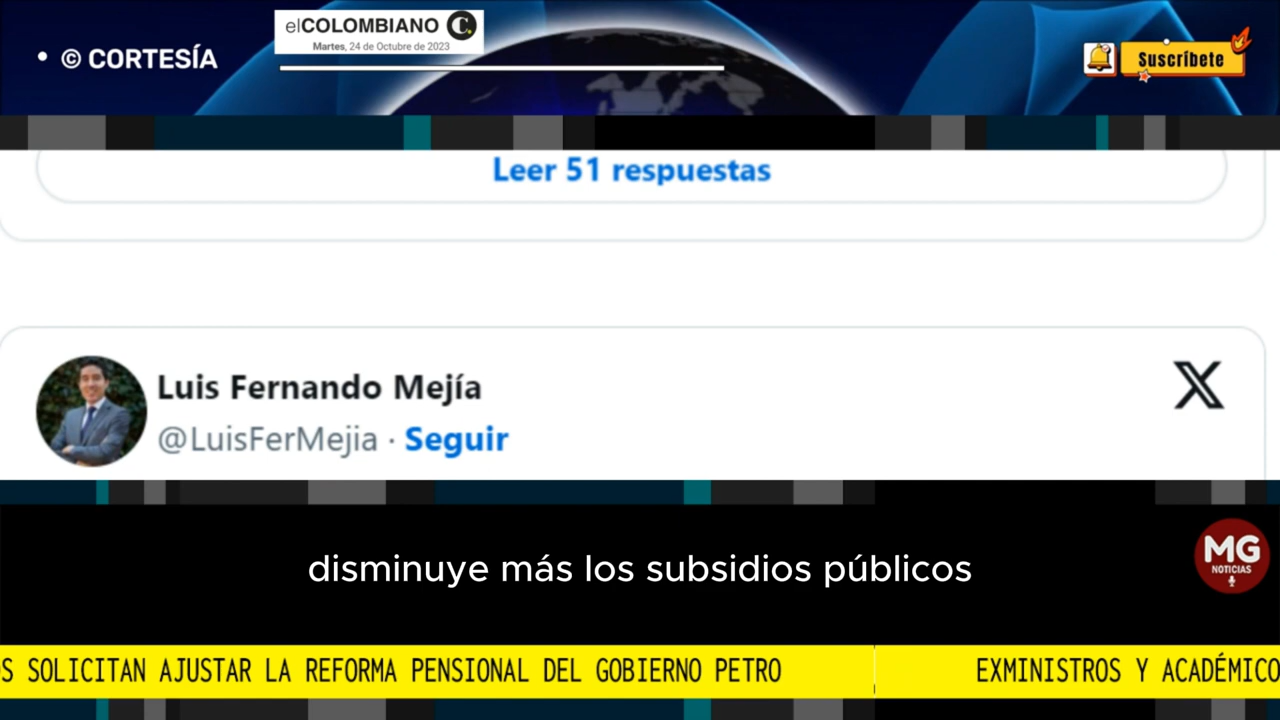 • © CORTESÍA
elCOLOMBIANO C.
Martes, 24 de Octubre de 2023
Suscríbete
Leer 51 respuestas
Luis Fernando Mejía
@LuisFerMejia · Seguir
disminuye más los subsidios públicos
MG
NOTICIAS
S SOLICITAN AJUSTAR LA REFORMA PENSIONAL DEL GOBIERNO PETRO EXMINISTROS Y ACADÉMICO